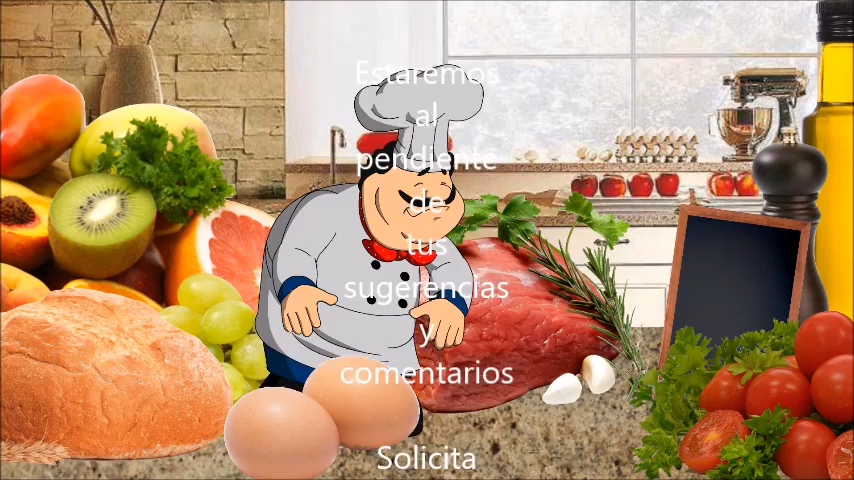 Estaremos
al
pendiente
de
tus
sugerencias
y
comentarios
Solicita